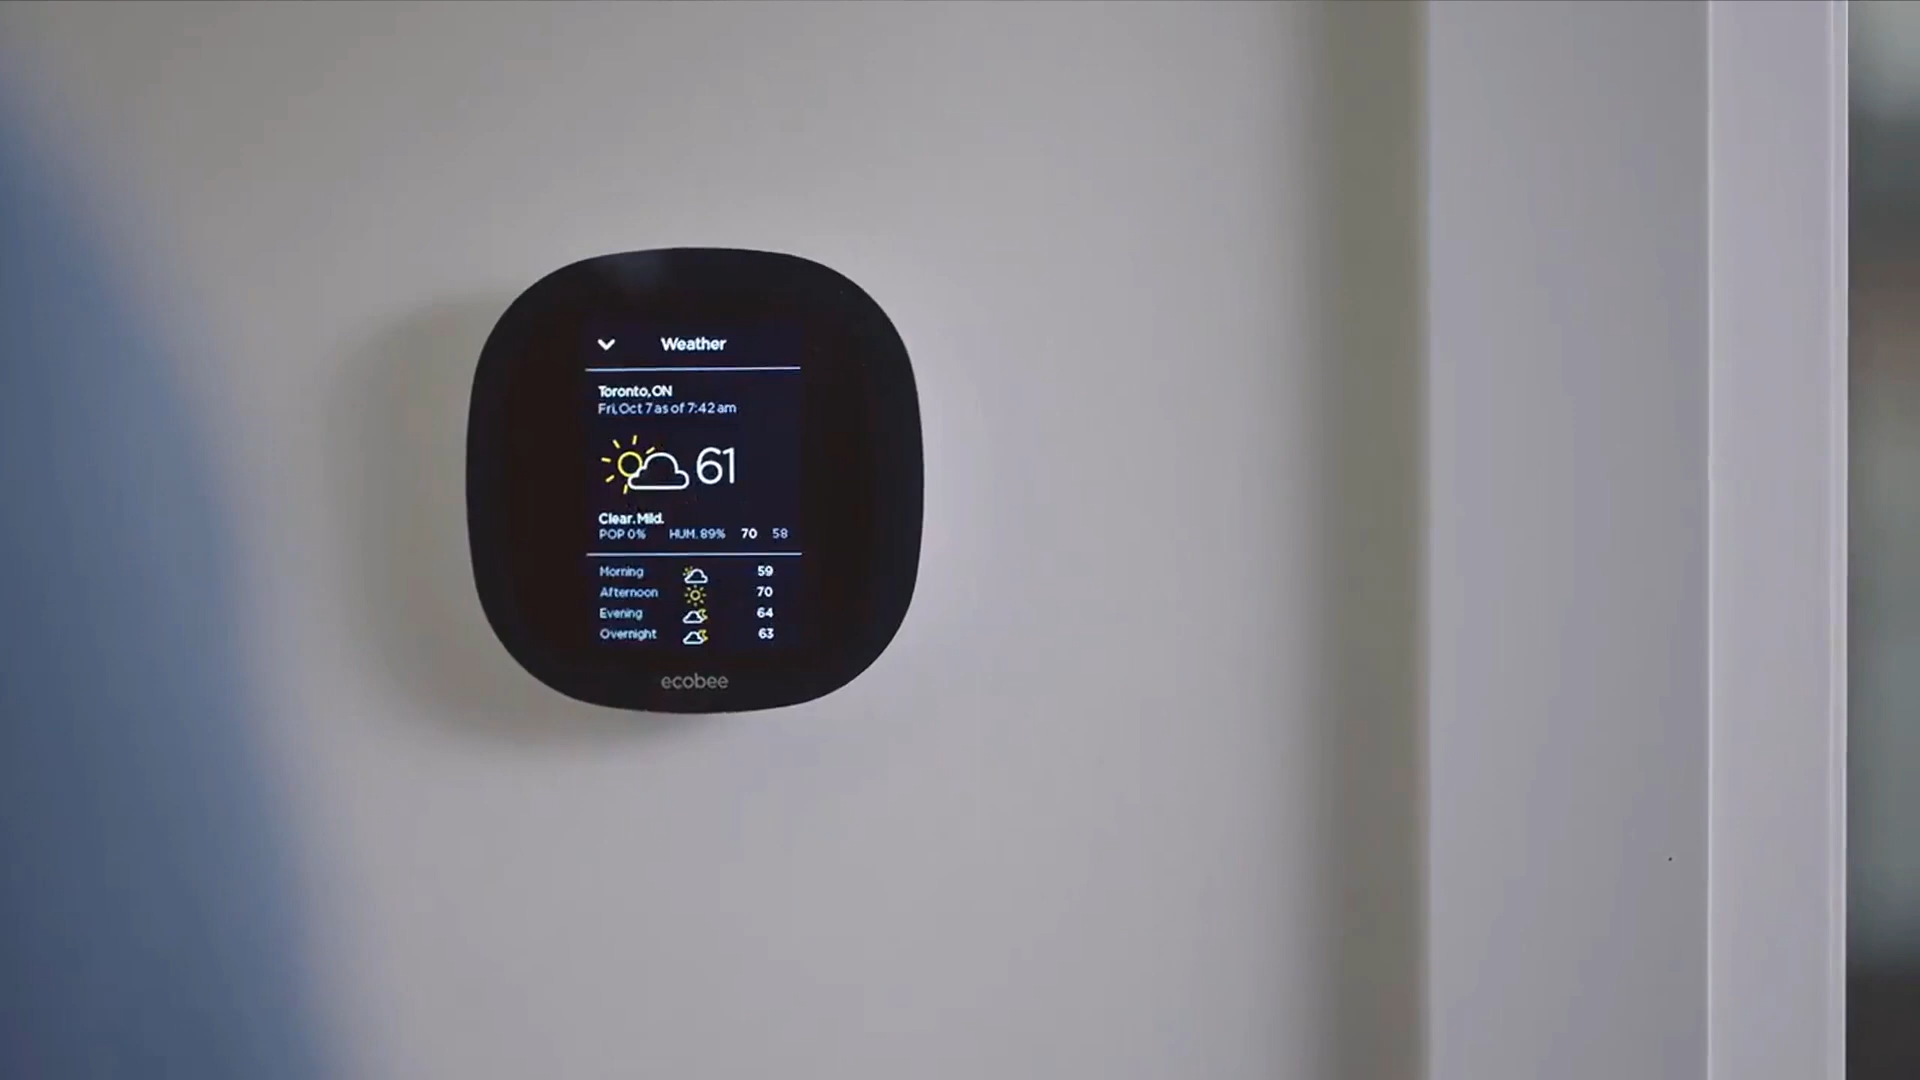 Weather
Toronto, ON
Fri, Oct 7 as of 7:42 am
61
Clear. Mild.
POP 0% HUM. 89% 70 58
Morning 59
Afternoon 70
Evening 64
Overnight 63
ecobee